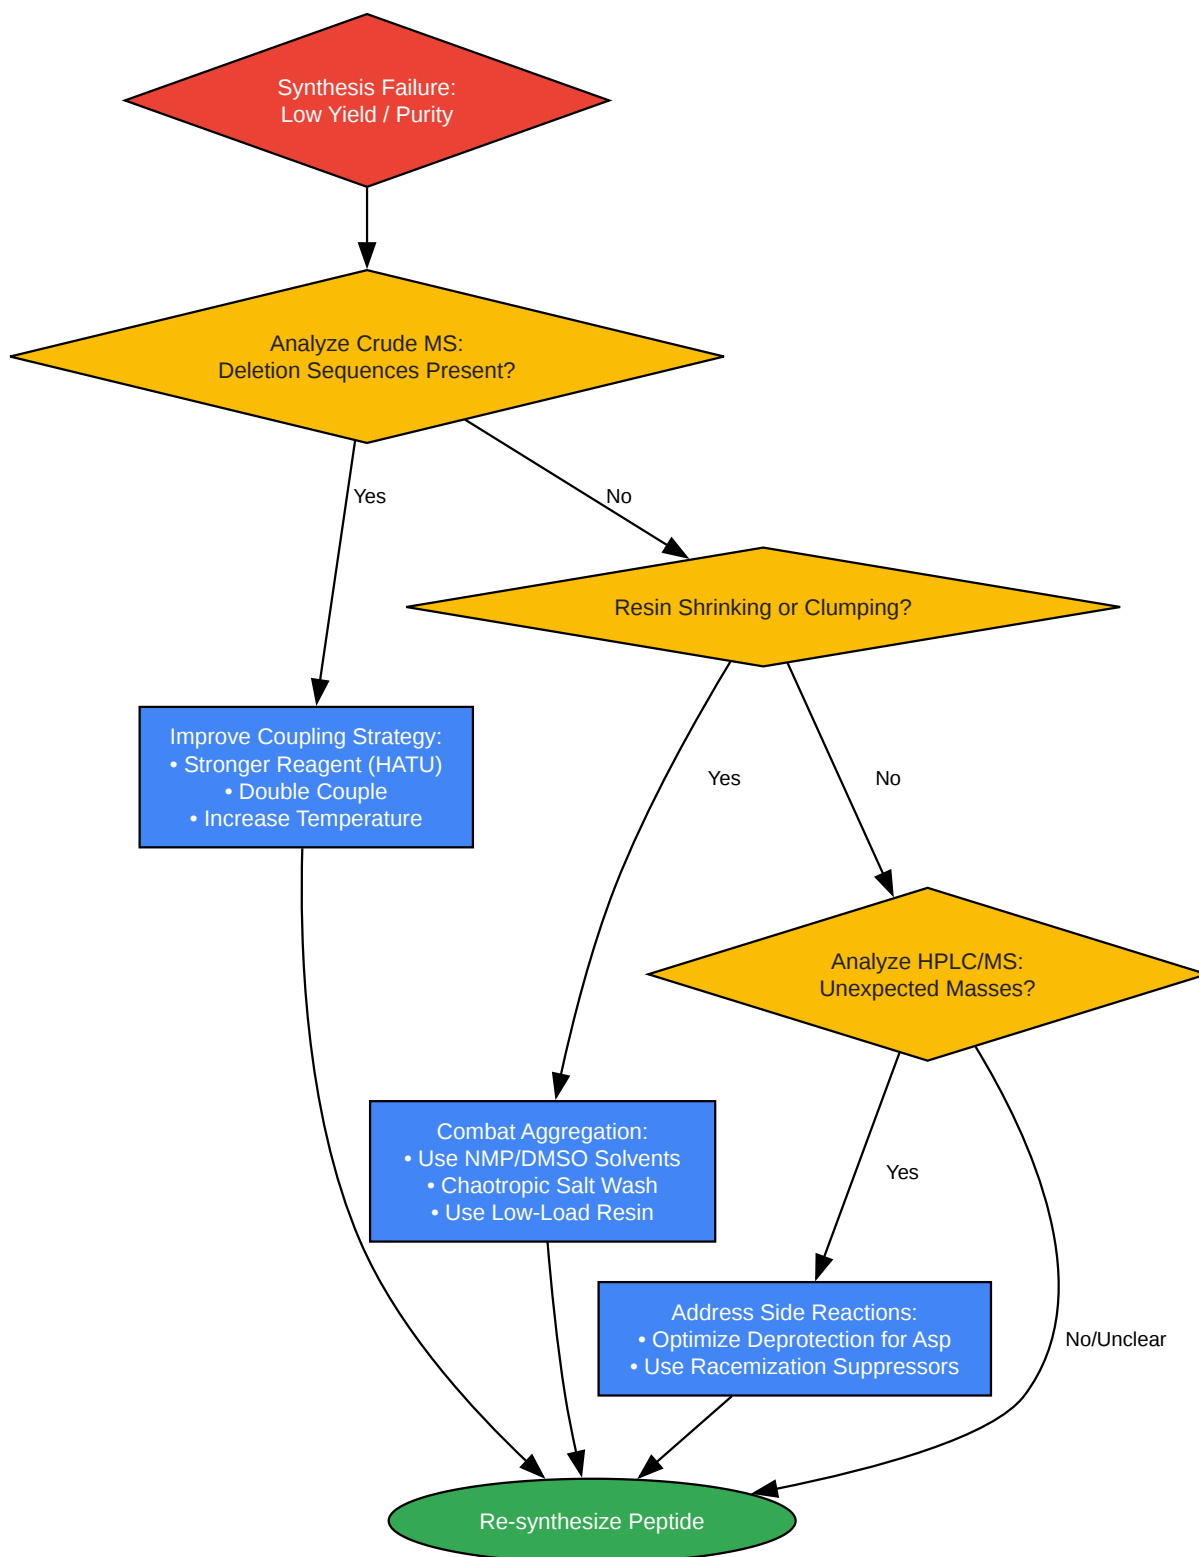 Synthesis Failure:
Low Yield / Purity
Analyze Crude MS:
Deletion Sequences Present?
Yes
No
Resin Shrinking or Clumping?
Improve Coupling Strategy:
• Stronger Reagent (HATU)
• Double Couple
• Increase Temperature
Yes
No
Analyze HPLC/MS:
Unexpected Masses?
Combat Aggregation:
• Use NMP/DMSO Solvents
• Chaotropic Salt Wash
• Use Low-Load Resin
Yes
Address Side Reactions:
• Optimize Deprotection for Asp
• Use Racemization Suppressors
No/Unclear
Re-synthesize Peptide